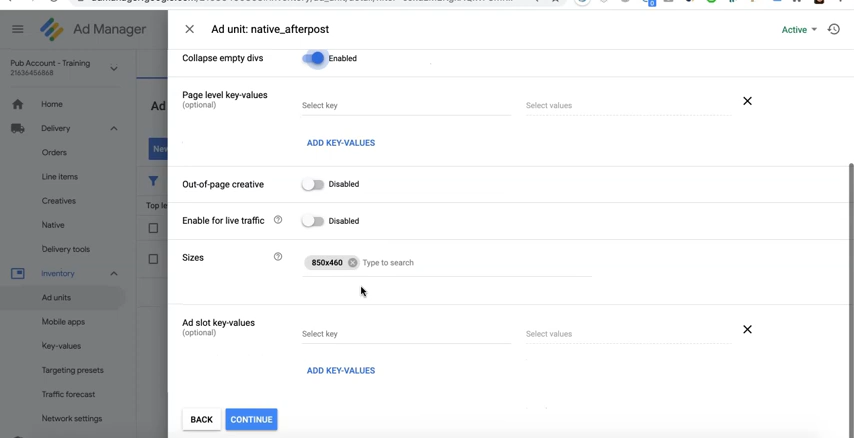 Ad Manager
Ad unit: native_afterpost
Active
Pub Account - Training
21636456868
Home
Delivery
Orders
Line items
Creatives
Native
Delivery tools
Inventory
Ad units
Mobile apps
Key-values
Targeting presets
Traffic forecast
Network settings
Ad
New
Top le
Collapse empty divs
Enabled
Page level key-values
(optional)
Select key
Select values
ADD KEY-VALUES
Out-of-page creative
Disabled
Enable for live traffic
Disabled
Sizes
850x460
Type to search
Ad slot key-values
(optional)
Select key
Select values
ADD KEY-VALUES
BACK
CONTINUE